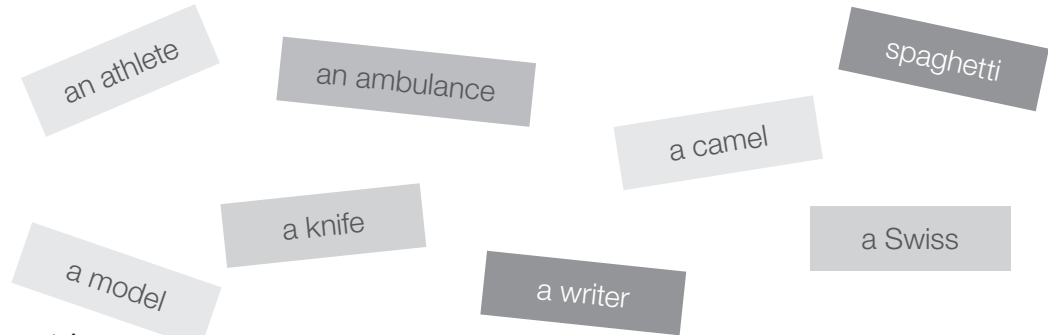 an athlete
an ambulance
spaghetti
a camel
a knife
a Swiss
a model
a writer